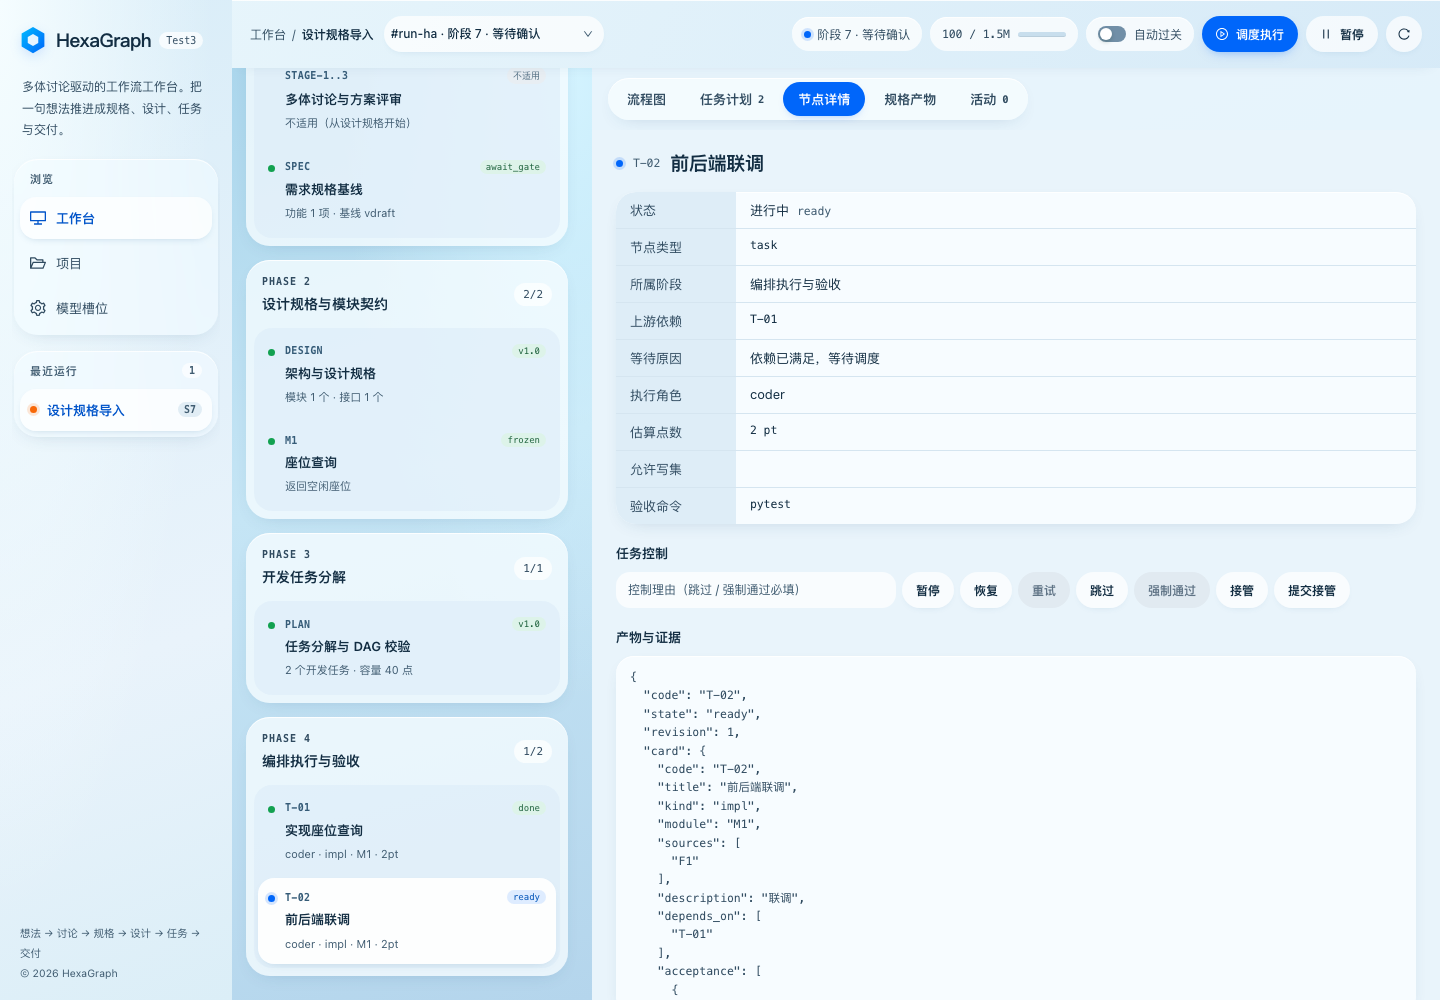 HexaGraph Test3
多体讨论驱动的工作流工作台。把
一句想法推进成规格、设计、任务
与交付。
浏览
工作台
项目
模型槽位
最近运行 1
设计规格导入 S7
想法 → 讨论 → 规格 → 设计 → 任务 →
交付
© 2026 HexaGraph
工作台 / 设计规格导入
#run-ha · 阶段 7 · 等待确认
阶段 7 · 等待确认
100 / 1.5M
自动过关
调度执行
暂停
STAGE-1..3 不适用
多体讨论与方案评审
不适用（从设计规格开始）
SPEC await_gate
需求规格基线
功能 1 项 · 基线 vdraft
PHASE 2
设计规格与模块契约
2/2
DESIGN v1.0
架构与设计规格
模块 1 个 · 接口 1 个
M1 frozen
座位查询
返回空闲座位
PHASE 3
开发任务分解
1/1
PLAN v1.0
任务分解与 DAG 校验
2 个开发任务 · 容量 40 点
PHASE 4
编排执行与验收
1/2
T-01 done
实现座位查询
coder · impl · M1 · 2pt
T-02 ready
前后端联调
coder · impl · M1 · 2pt
流程图 任务计划 2 节点详情 规格产物 活动 0
T-02 前后端联调
状态 进行中 ready
节点类型 task
所属阶段 编排执行与验收
上游依赖 T-01
等待原因 依赖已满足，等待调度
执行角色 coder
估算点数 2 pt
允许写集
验收命令 pytest
任务控制
控制理由（跳过 / 强制通过必填） 暂停 恢复 重试 跳过 强制通过 接管 提交接管
产物与证据
{
"code": "T-02",
"state": "ready",
"revision": 1,
"card": {
"code": "T-02",
"title": "前后端联调",
"kind": "impl",
"module": "M1",
"sources": [
"F1"
],
"description": "联调",
"depends_on": [
"T-01"
],
"acceptance": [
{